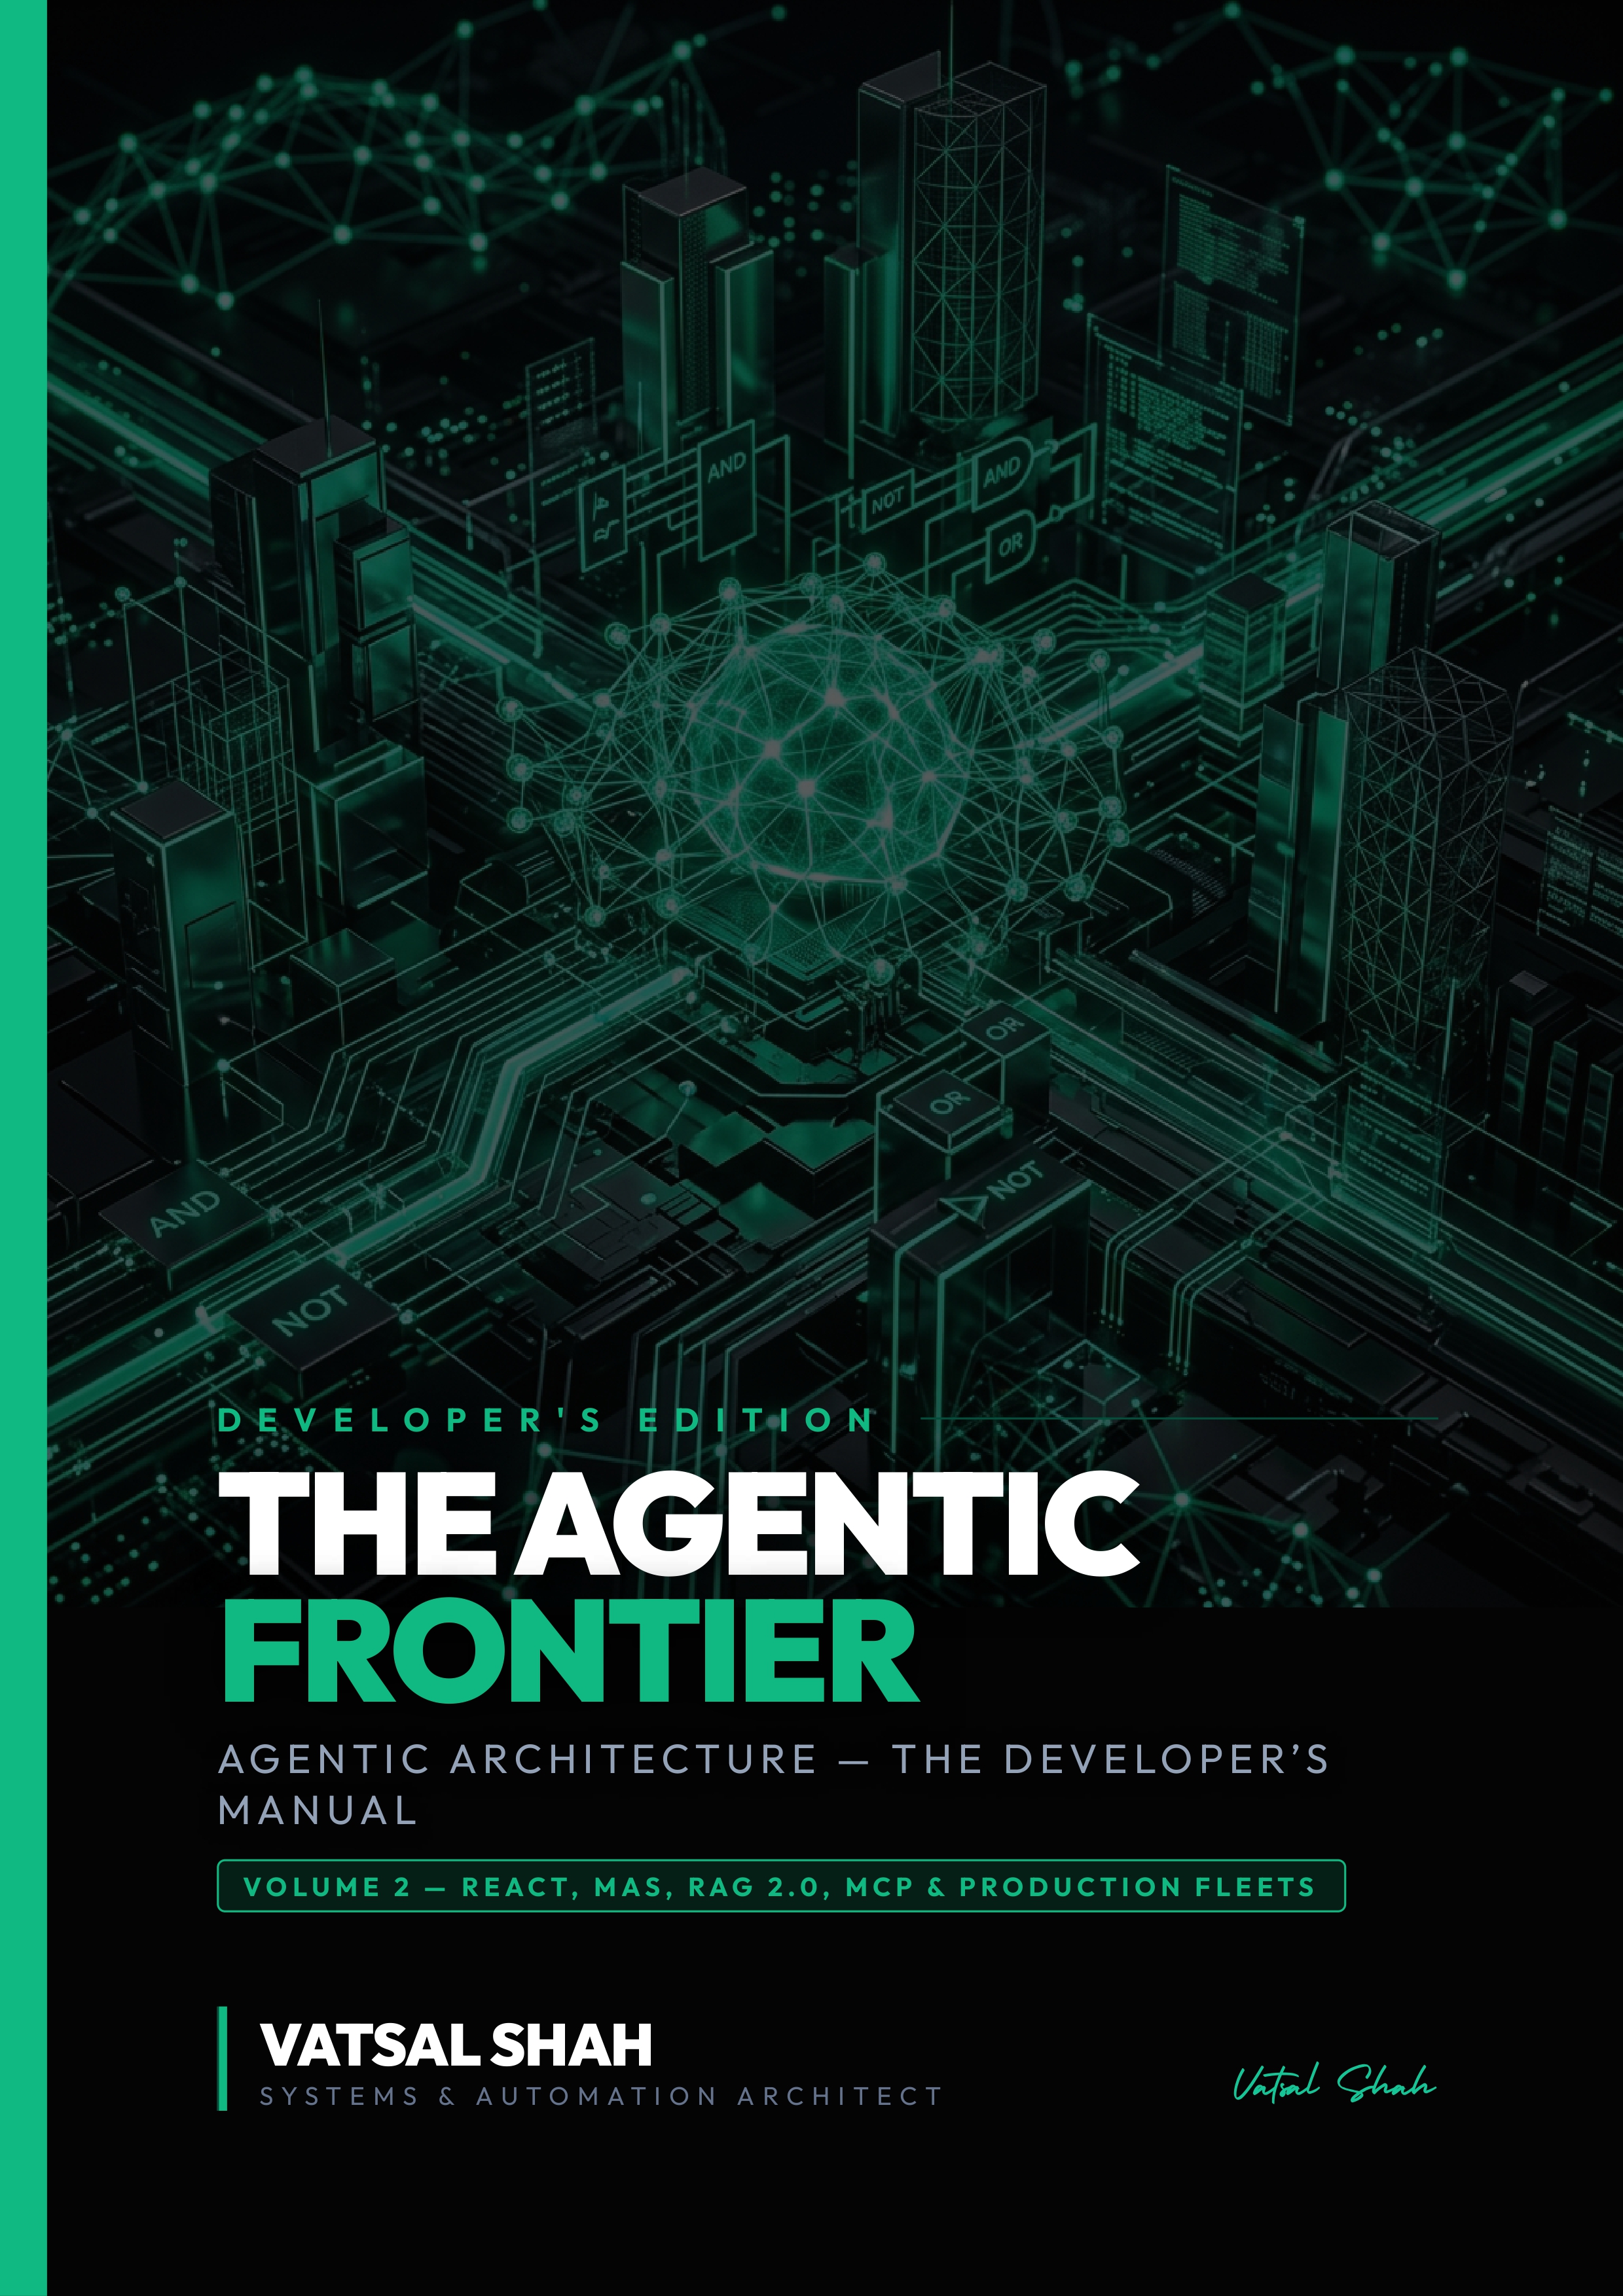 AND
NOT
AND
OR
OR
OR
NOT
AND
NOT
DEVELOPER'S EDITION
THE AGENTIC
FRONTIER
AGENTIC ARCHITECTURE — THE DEVELOPER’S
MANUAL
VOLUME 2 — REACT, MAS, RAG 2.0, MCP & PRODUCTION FLEETS
VATSAL SHAH
SYSTEMS & AUTOMATION ARCHITECT
Vatsal Shah